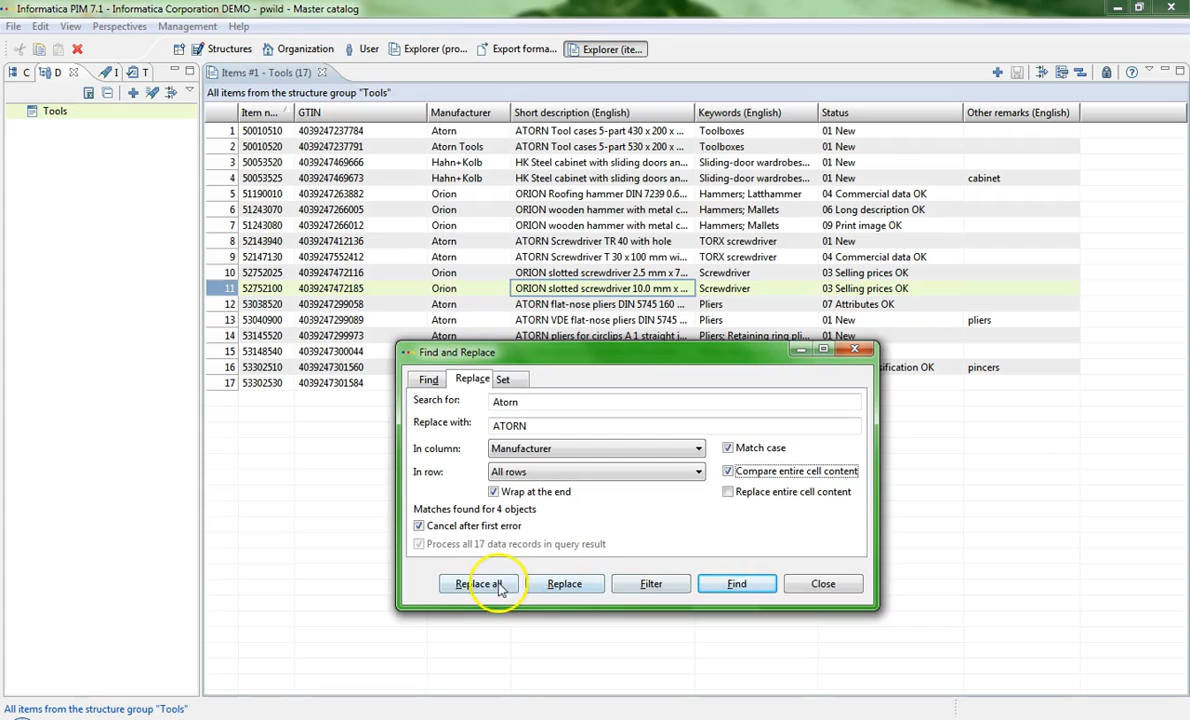 Informatica PIM 7.1 - Informatica Corporation DEMO - pwild - Master catalog
File Edit View Perspectives Management Help
Structures Organization User Explorer (pro... Export forma... Explorer (ite...
C D I T Items #1 - Tools (17)
All items from the structure group "Tools"
Tools
Item n... GTIN Manufacturer Short description (English) Keywords (English) Status Other remarks (English)
1 50010510 4039247237784 Atorn ATORN Tool cases 5-part 430 x 200 x ... Toolboxes 01 New
2 50010520 4039247237791 Atorn Tools ATORN Tool cases 5-part 530 x 200 x ... Toolboxes 01 New
3 50053520 4039247469666 Hahn+Kolb HK Steel cabinet with sliding doors an... Sliding-door wardrobes... 01 New
4 50053525 4039247469673 Hahn+Kolb HK Steel cabinet with sliding doors an... Sliding-door wardrobes... 01 New cabinet
5 51190010 4039247263882 Orion ORION Roofing hammer DIN 7239 0.6... Hammers; Latthammer 04 Commercial data OK
6 51243070 4039247266005 Orion ORION wooden hammer with metal c... Hammers; Mallets 06 Long description OK
7 51243080 4039247266012 Orion ORION wooden hammer with metal c... Hammers; Mallets 09 Print image OK
8 52143940 4039247412136 Atorn ATORN Screwdriver TR 40 with hole TORX screwdriver 01 New
9 52147130 4039247552412 Atorn ATORN Screwdriver T 30 x 100 mm wi... TORX screwdriver 04 Commercial data OK
10 52752025 4039247472116 Orion ORION slotted screwdriver 2.5 mm x 7... Screwdriver 03 Selling prices OK
11 52752100 4039247472185 Orion ORION slotted screwdriver 10.0 mm x ... Screwdriver 03 Selling prices OK
12 53038520 4039247299058 Atorn ATORN flat-nose pliers DIN 5745 160 ... Pliers 07 Attributes OK
13 53040900 4039247299089 Atorn ATORN VDE flat-nose pliers DIN 5745 ... Pliers 01 New pliers
14 53145520 4039247299379 Atorn ATORN pliers for circlips A 1 straight i... Pliers; Retaining ring pli... 01 New
15 53148540 4039247300044
16 53302510 4039247301560 sification OK pincers
17 53302530 4039247301584
Find and Replace
Find Replace Set
Search for: Atorn
Replace with: ATORN
In column: Manufacturer Match case
In row: All rows Compare entire cell content
Wrap at the end Replace entire cell content
Matches found for 4 objects
Cancel after first error
Process all 17 data records in query result
Replace all Replace Filter Find Close
All items from the structure group "Tools"